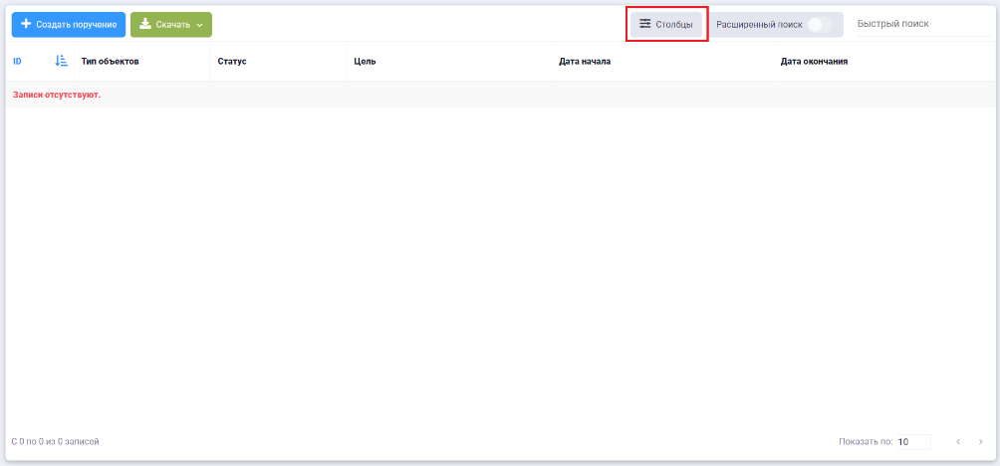 Создать поручение Скачать Столбцы Расширенный поиск Быстрый поиск
ID Тип объектов Статус Цель Дата начала Дата окончания
Записи отсутствуют.
С 0 по 0 из 0 записей Показать по: 10